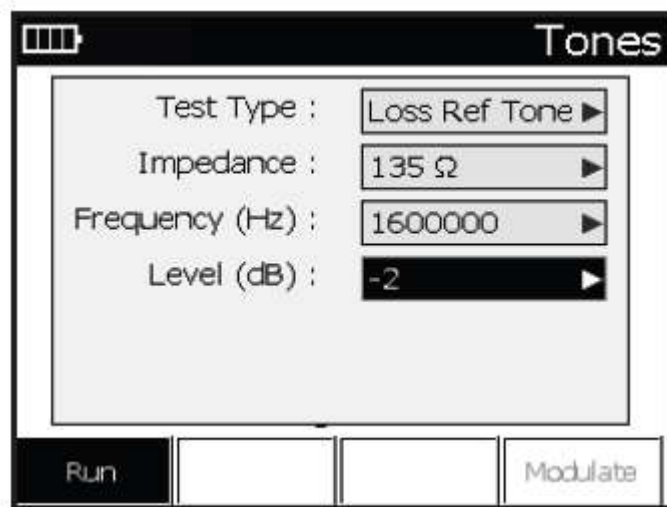 Tones
Test Type : Loss Ref Tone ▶
Impedance : 135 Ω ▶
Frequency (Hz) : 1600000 ▶
Level (dB) : -2 ▶
Run Modulate